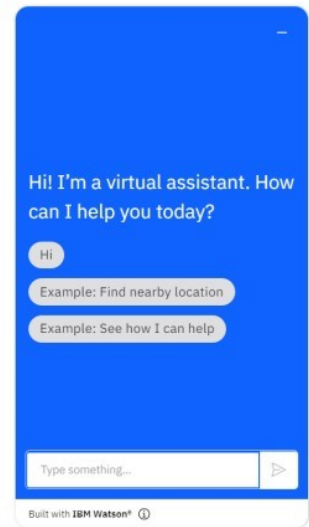 Hi! I'm a virtual assistant. How
can I help you today?
Hi
Example: Find nearby location
Example: See how I can help
Type something...
Built with IBM Watson®